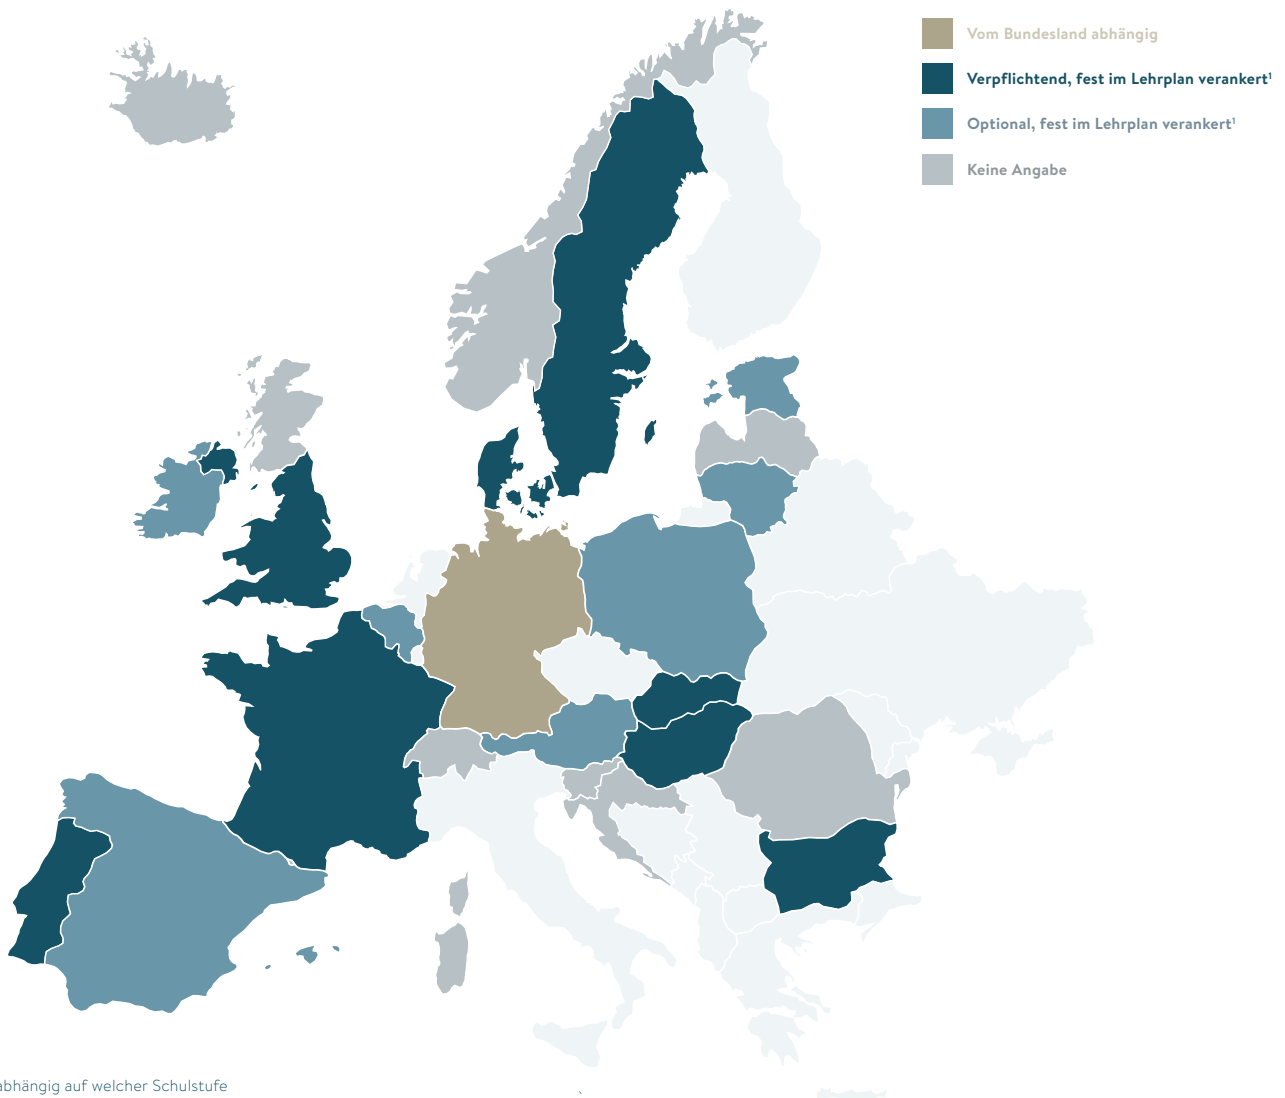 Vom Bundesland abhängig
Verpflichtend, fest im Lehrplan verankert¹
Optional, fest im Lehrplan verankert¹
Keine Angabe
abhängig auf welcher Schulstufe